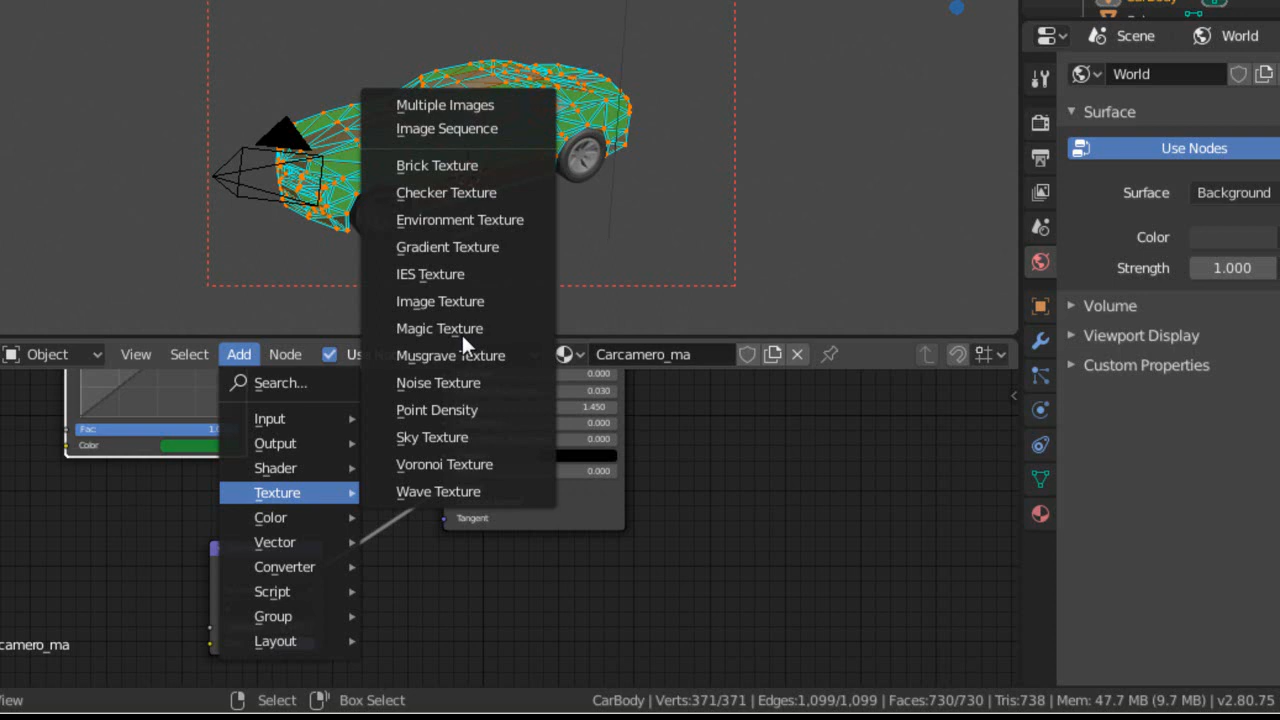 CarBody
Scene
World
World
Surface
Use Nodes
Surface
Background
Color
Strength
1.000
Volume
Viewport Display
Custom Properties
Multiple Images
Image Sequence
Brick Texture
Checker Texture
Environment Texture
Gradient Texture
IES Texture
Image Texture
Magic Texture
Musgrave Texture
Noise Texture
Point Density
Sky Texture
Voronoi Texture
Wave Texture
Object
View
Select
Add
Node
Carcamero_ma
Search...
Input
Output
Shader
Texture
Color
Vector
Converter
Script
Group
Layout
Fac:
Color
0.000
0.030
1.450
0.000
0.000
0.000
Tangent
camero_ma
iew
Select
Box Select
CarBody | Verts:371/371 | Edges:1,099/1,099 | Faces:730/730 | Tris:738 | Mem: 47.7 MB (9.7 MB) | v2.80.75